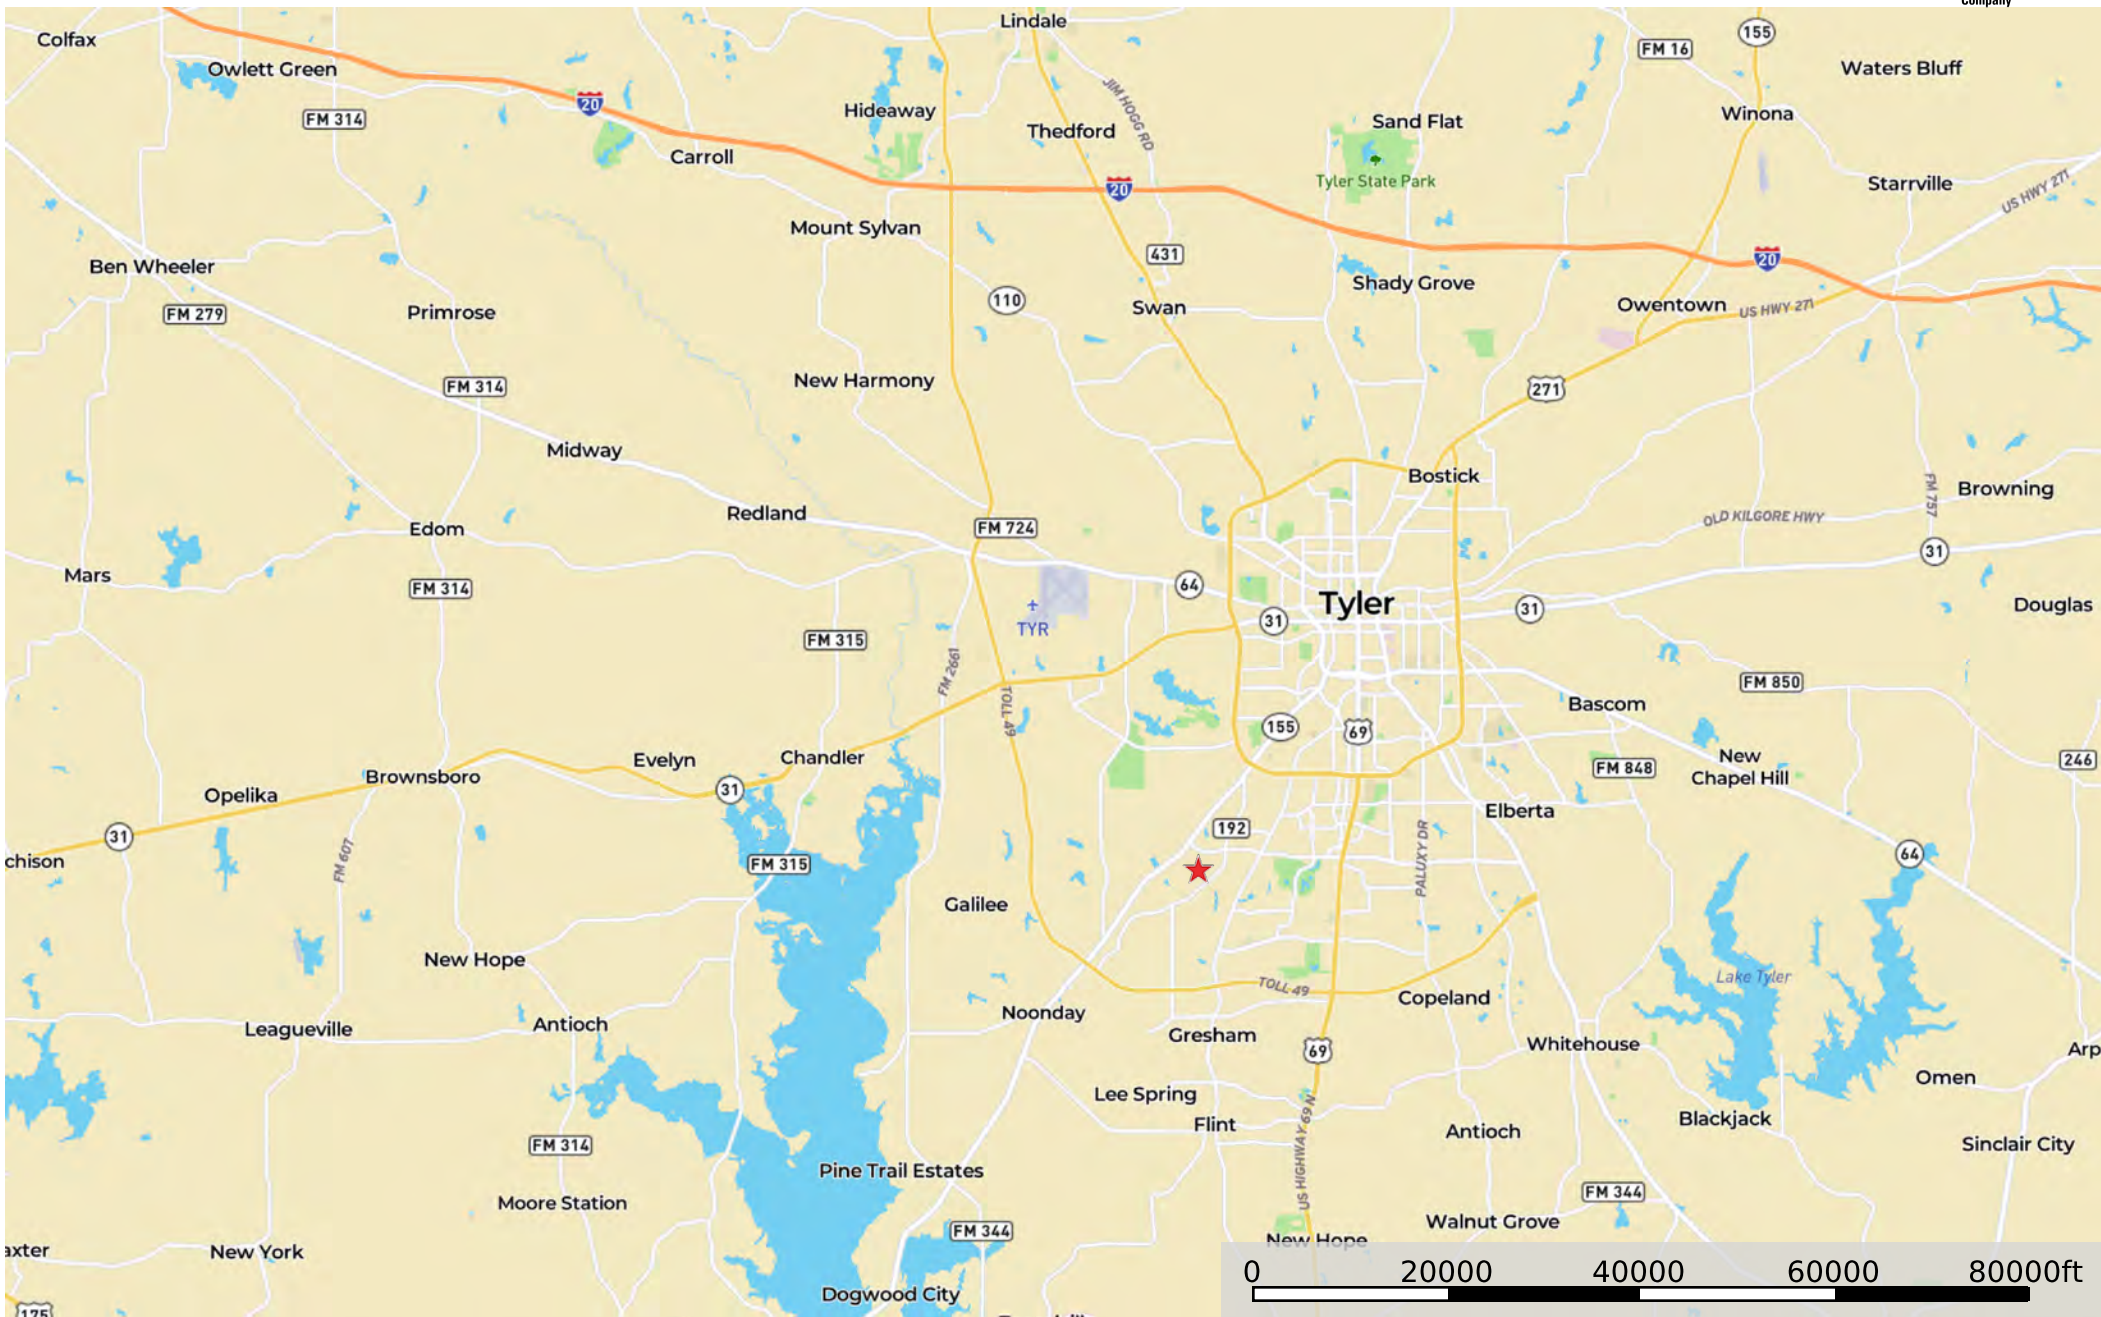 Company
Lindale
155
Colfax
FM 16
Owlett Green
Waters Bluff
20
JIM HOGG RD
Hideaway
Winona
FM 314
Sand Flat
Thedford
Carroll
Tyler State Park
Starrville
20
US HWY 271
Mount Sylvan
431
20
Ben Wheeler
Shady Grove
110
Owentown
US HWY 271
FM 279
Primrose
Swan
New Harmony
FM 314
271
Midway
Bostick
FM 757
Browning
Redland
OLD KILGORE HWY
FM 724
Edom
31
Mars
64
FM 314
Tyler
31
Douglas
TYR
31
FM 315
FM 2661
FM 850
TOLL 49
Bascom
155
69
Evelyn
Chandler
New
Chapel Hill
246
FM 848
Brownsboro
31
Opelika
Elberta
192
31
FM 607
PALUXY DR
chison
FM 315
64
Galilee
New Hope
Lake Tyler
TOLL 49
Copeland
Noonday
Antioch
Leagueville
Gresham
Whitehouse
69
Arp
Omen
Lee Spring
Blackjack
Flint
Antioch
US HIGHWAY 69 N
FM 314
Sinclair City
Pine Trail Estates
Moore Station
FM 344
Walnut Grove
FM 344
New Hope
axter
New York
0 20000 40000 60000 80000ft
Dogwood City
175